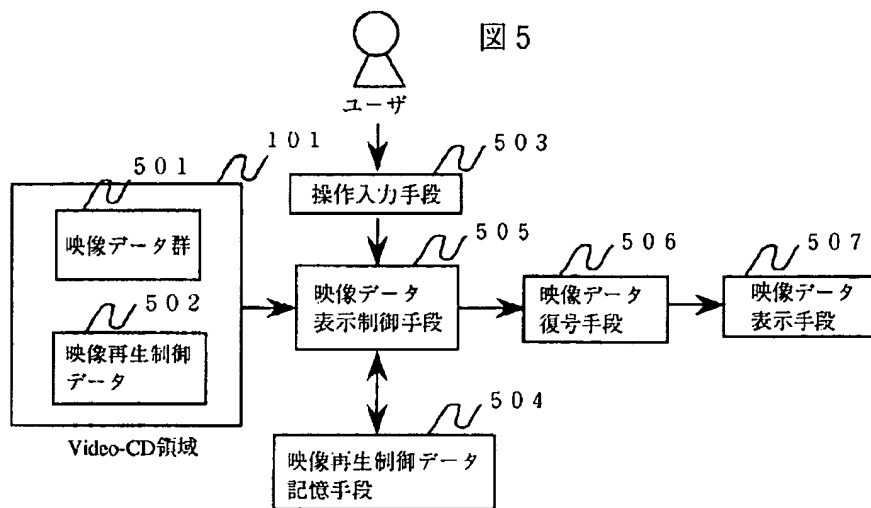 図5
ユーザ
101
501
503
操作入力手段
映像データ群
505
506
507
502
映像データ
表示制御手段
映像データ
復号手段
映像データ
表示手段
映像再生制御
データ
504
Video-CD領域
映像再生制御データ
記憶手段